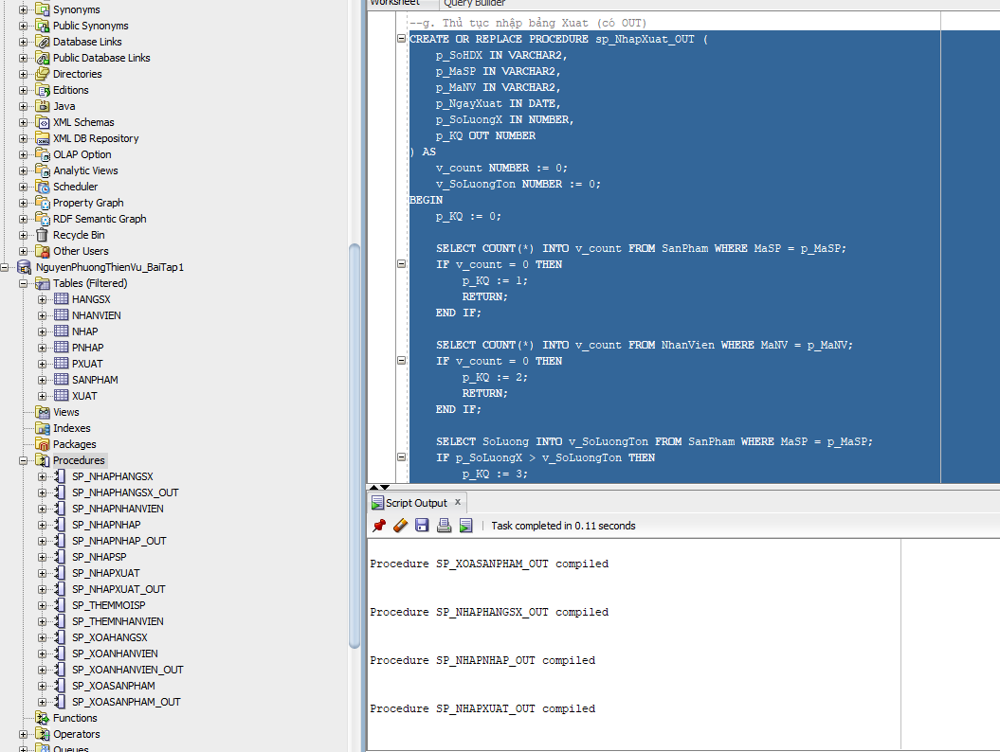 Synonyms
Public Synonyms
Database Links
Public Database Links
Directories
Editions
Java
XML Schemas
XML DB Repository
OLAP Option
Analytic Views
Scheduler
Property Graph
RDF Semantic Graph
Recycle Bin
Other Users
NguyenPhuongThienVu_BaiTap1
Tables (Filtered)
HANGSX
NHANVIEN
NHAP
PNHAP
PXUAT
SANPHAM
XUAT
Views
Indexes
Packages
Procedures
SP_NHAPHANGSX
SP_NHAPHANGSX_OUT
SP_NHAPNHANVIEN
SP_NHAPNHAP
SP_NHAPNHAP_OUT
SP_NHAPSP
SP_NHAPXUAT
SP_NHAPXUAT_OUT
SP_THEMMOISP
SP_THEMNHANVIEN
SP_XOAHANGSX
SP_XOANHANVIEN
SP_XOANHANVIEN_OUT
SP_XOASANPHAM
SP_XOASANPHAM_OUT
Functions
Operators
Queues
Worksheet Query Builder
--g. Thủ tục nhập bảng Xuat (có OUT)
CREATE OR REPLACE PROCEDURE sp_NhapXuat_OUT (
p_SoHDX IN VARCHAR2,
p_MaSP IN VARCHAR2,
p_MaNV IN VARCHAR2,
p_NgayXuat IN DATE,
p_SoLuongX IN NUMBER,
p_KQ OUT NUMBER
) AS
v_count NUMBER := 0;
v_SoLuongTon NUMBER := 0;
BEGIN
p_KQ := 0;
SELECT COUNT(*) INTO v_count FROM SanPham WHERE MaSP = p_MaSP;
IF v_count = 0 THEN
p_KQ := 1;
RETURN;
END IF;
SELECT COUNT(*) INTO v_count FROM NhanVien WHERE MaNV = p_MaNV;
IF v_count = 0 THEN
p_KQ := 2;
RETURN;
END IF;
SELECT SoLuong INTO v_SoLuongTon FROM SanPham WHERE MaSP = p_MaSP;
IF p_SoLuongX > v_SoLuongTon THEN
p_KQ := 3;
Script Output x
Task completed in 0.11 seconds
Procedure SP_XOASANPHAM_OUT compiled
Procedure SP_NHAPHANGSX_OUT compiled
Procedure SP_NHAPNHAP_OUT compiled
Procedure SP_NHAPXUAT_OUT compiled